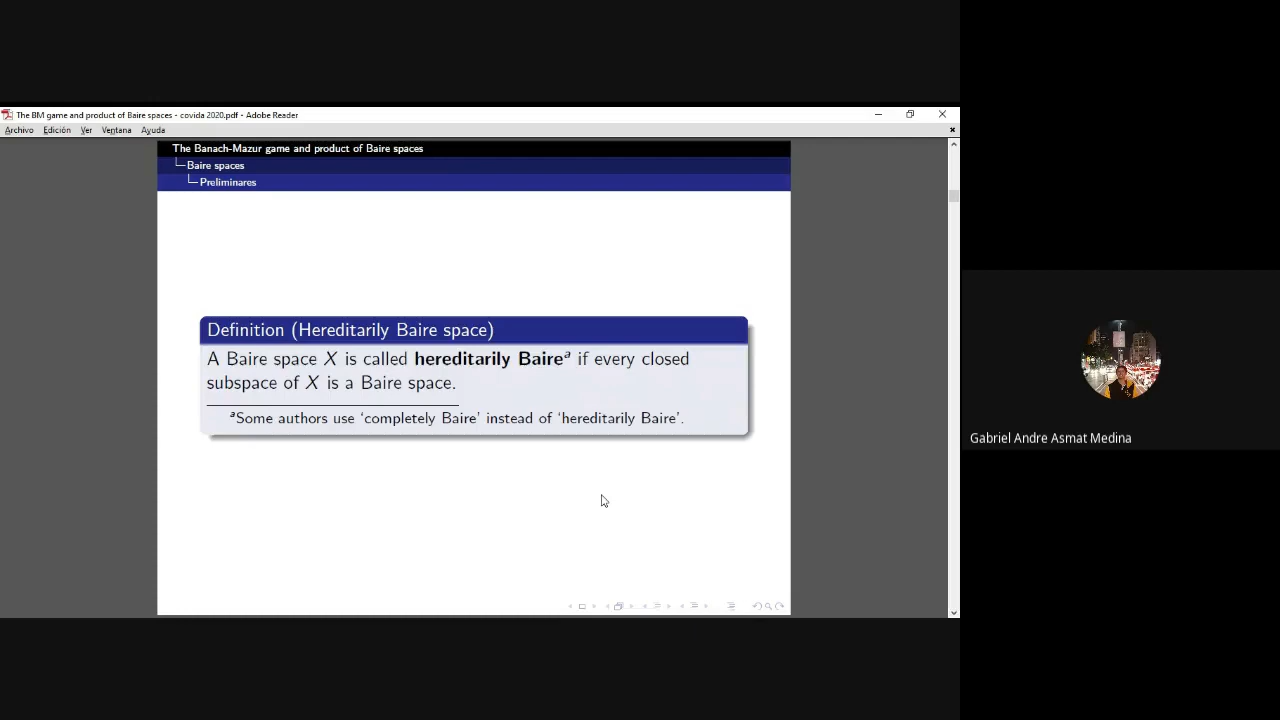 The BM game and product of Baire spaces - covida 2020.pdf - Adobe Reader
Archivo Edición Ver Ventana Ayuda
The Banach-Mazur game and product of Baire spaces
Baire spaces
Preliminares
Definition (Hereditarily Baire space)
A Baire space X is called hereditarily Baireᵃ if every closed
subspace of X is a Baire space.
ᵃSome authors use ‘completely Baire’ instead of ‘hereditarily Baire’.
Gabriel Andre Asmat Medina